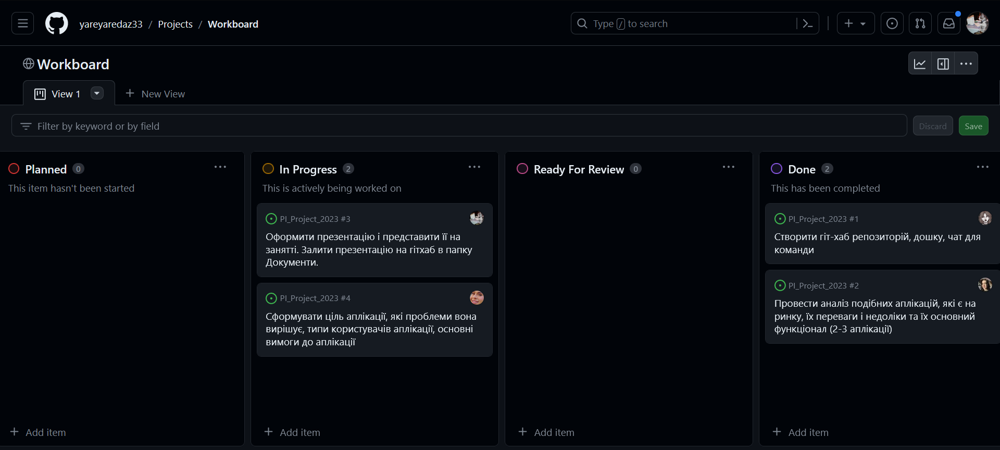 yareyaredaz33 / Projects / Workboard
Type / to search
Workboard
View 1
New View
Filter by keyword or by field
Discard
Save
Planned 0
This item hasn't been started
Add item
In Progress 2
This is actively being worked on
PI_Project_2023 #3
Оформити презентацію і представити її на
занятті. Залити презентацію на гітхаб в папку
Документи.
PI_Project_2023 #4
Сформувати ціль аплікації, які проблеми вона
вирішує, типи користувачів аплікації, основні
вимоги до аплікації
Add item
Ready For Review 0
Add item
Done 2
This has been completed
PI_Project_2023 #1
Створити гіт-хаб репозиторій, дошку, чат для
команди
PI_Project_2023 #2
Провести аналіз подібних аплікацій, які є на
ринку, їх переваги і недоліки та їх основний
функціонал (2-3 аплікації)
Add item